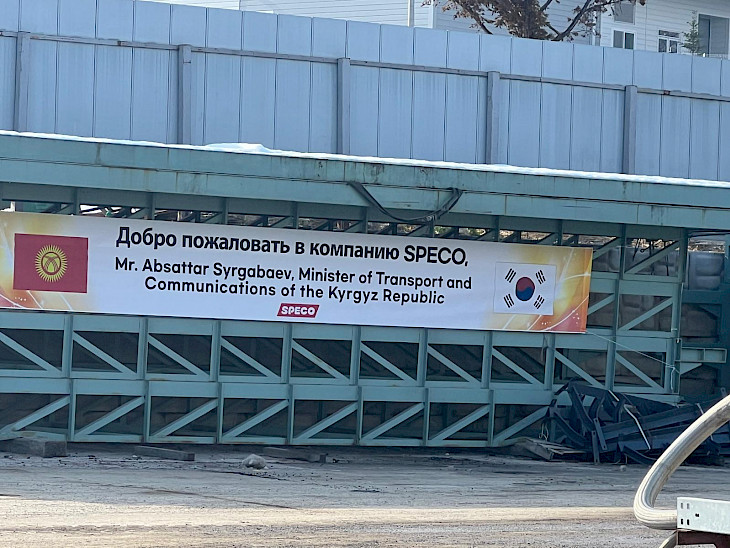 Добро пожаловать в компанию SPECO,
Mr. Absattar Syrgabaev, Minister of Transport and
Communications of the Kyrgyz Republic
SPECO